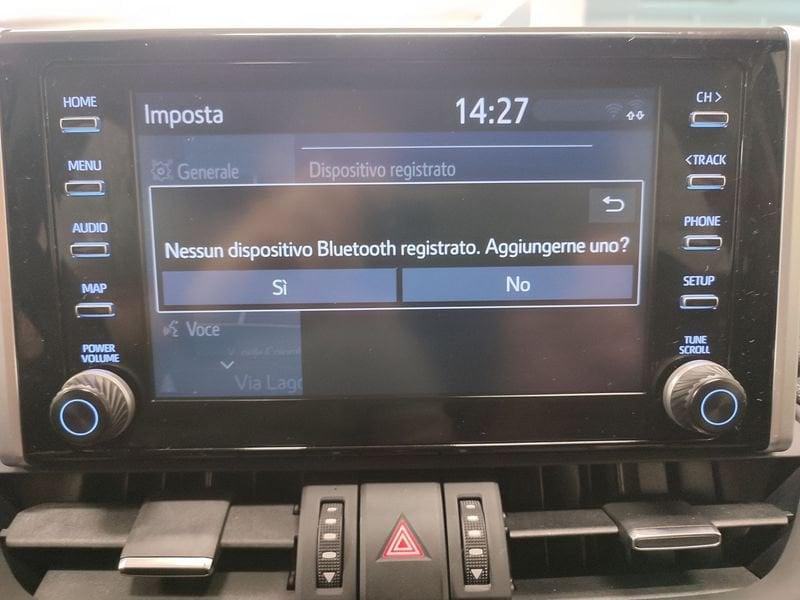 HOME
MENU
AUDIO
MAP
POWER
VOLUME
Imposta
14:27
Generale
Dispositivo registrato
Nessun dispositivo Bluetooth registrato. Aggiungerne uno?
Sì
No
Voce
Via Lago
CH >
< TRACK
PHONE
SETUP
TUNE
SCROLL